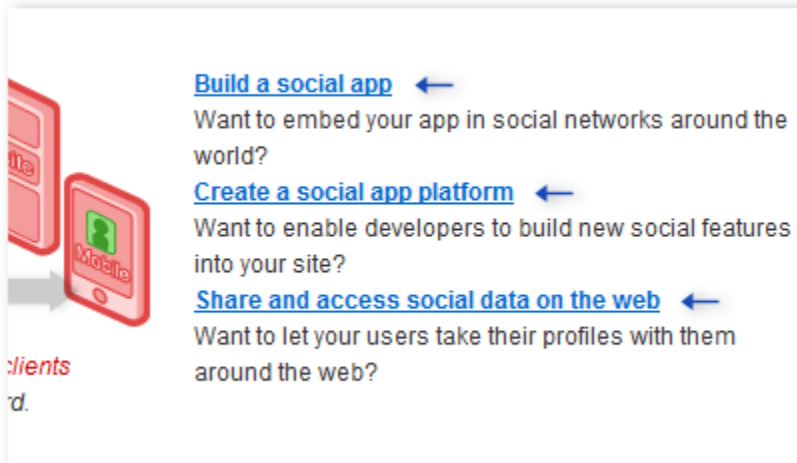 Build a social app
Want to embed your app in social networks around the
world?
Create a social app platform
Want to enable developers to build new social features
into your site?
Share and access social data on the web
Want to let your users take their profiles with them
around the web?
Mobile
clients
rd.